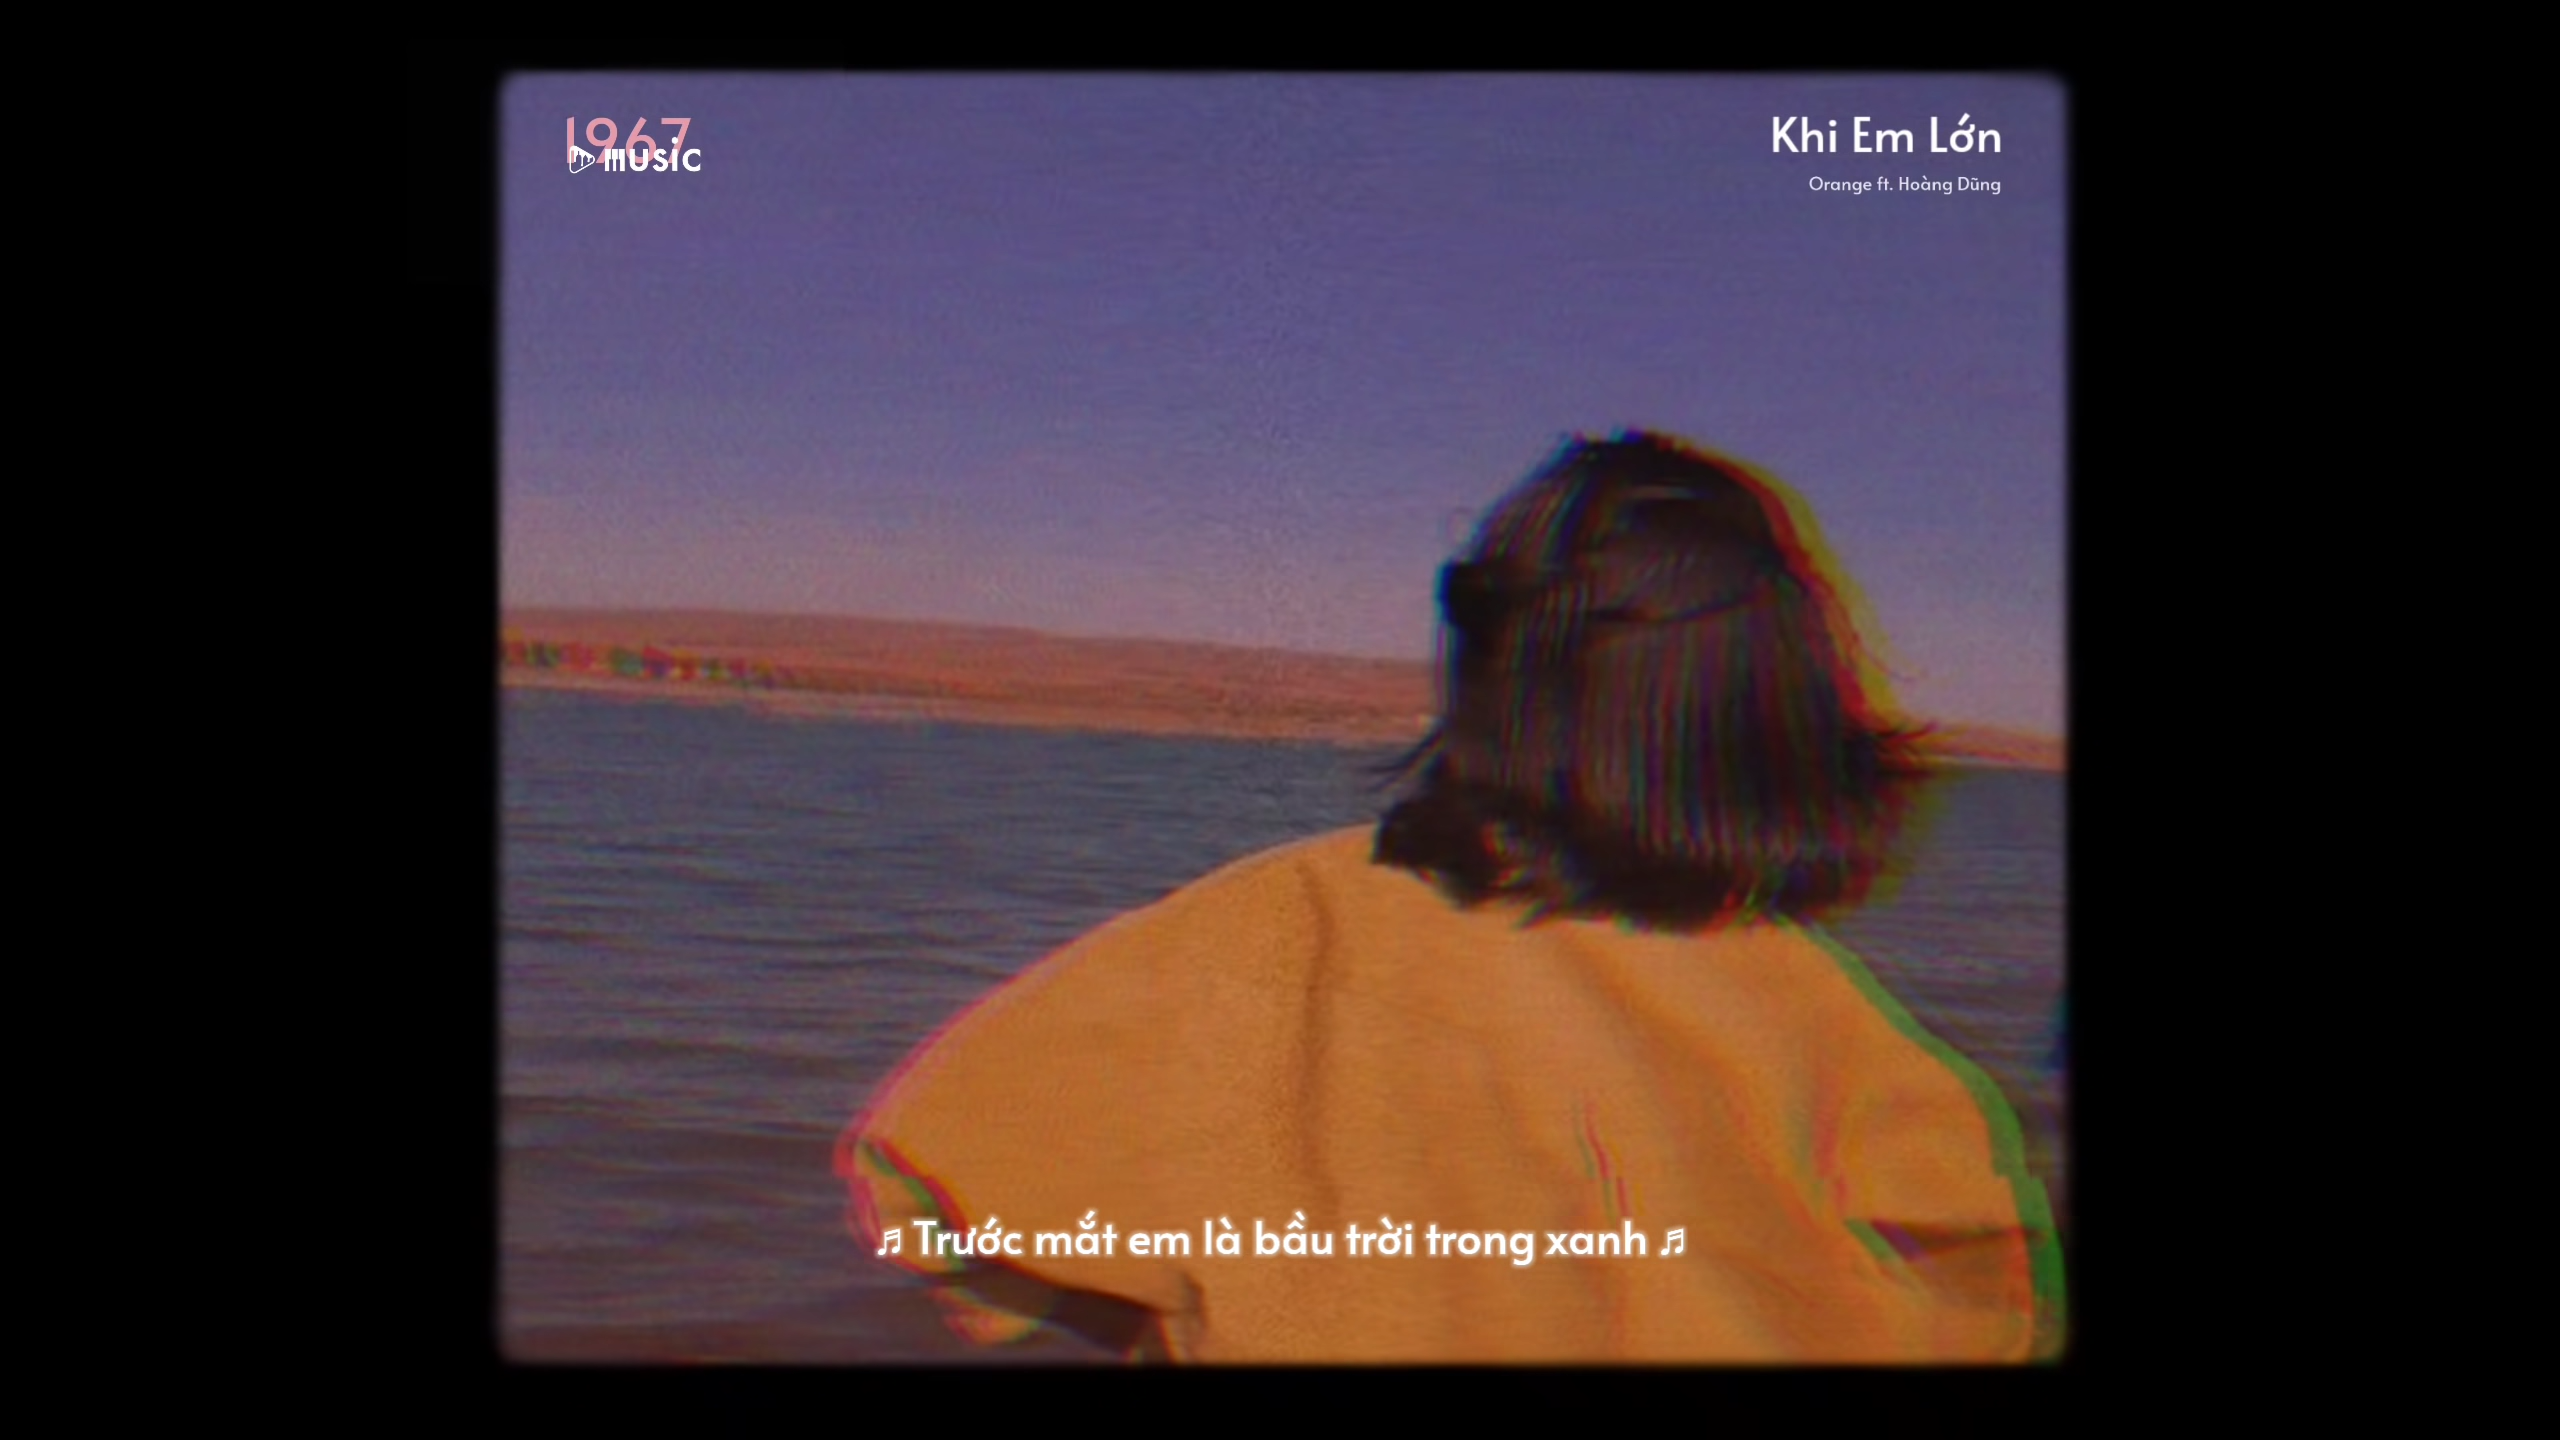 1967
music
Khi Em Lớn
Orange ft. Hoàng Dũng
♬ Trước mắt em là bầu trời trong xanh ♬